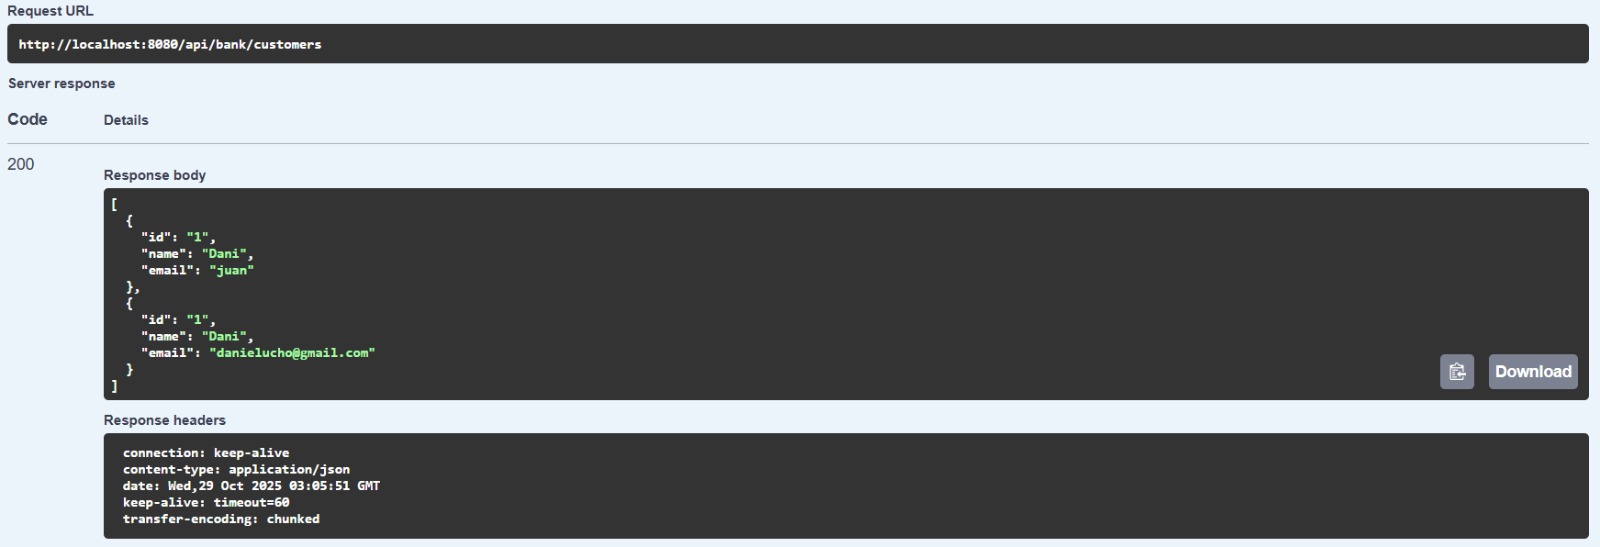 Request URL
http://localhost:8080/api/bank/customers
Server response
Code Details
200
Response body
[
  {
    "id": "1",
    "name": "Dani",
    "email": "juan"
  },
  {
    "id": "1",
    "name": "Dani",
    "email": "danielucho@gmail.com"
  }
]
Download
Response headers
connection: keep-alive
content-type: application/json
date: Wed,29 Oct 2025 03:05:51 GMT
keep-alive: timeout=60
transfer-encoding: chunked